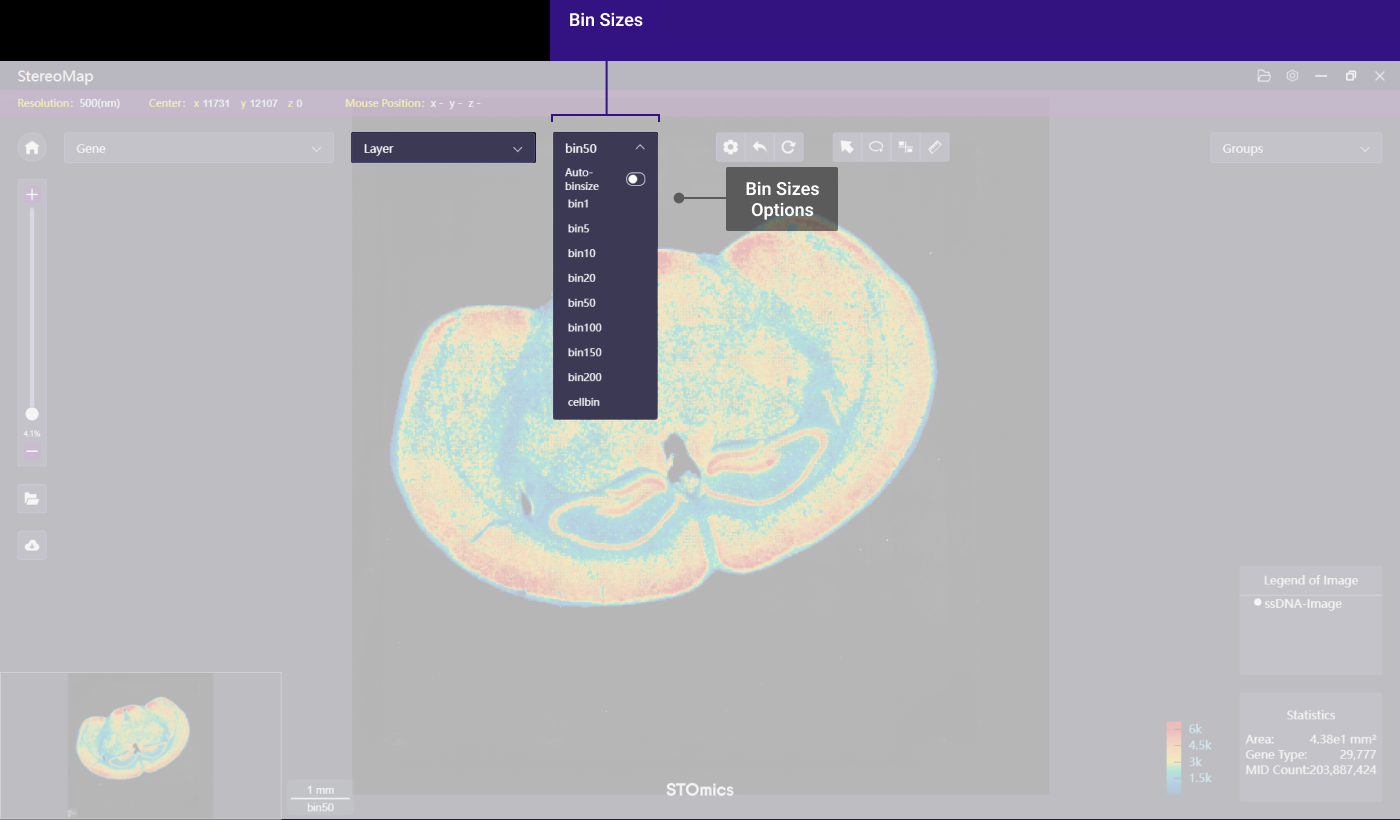 Bin Sizes
StereoMap
Resolution: 500(nm) Center: x 11731 y 12107 z 0 Mouse Position: x - y - z -
Gene
Layer
bin50
Groups
Auto-
binsize
bin1
bin5
bin10
bin20
bin50
bin100
bin150
bin200
cellbin
Bin Sizes
Options
4.1%
Legend of Image
ssDNA-Image
Statistics
Area: 4.38e1 mm²
Gene Type: 29,777
MID Count:203,887,424
6k
4.5k
3k
1.5k
1 mm
bin50
STOmics